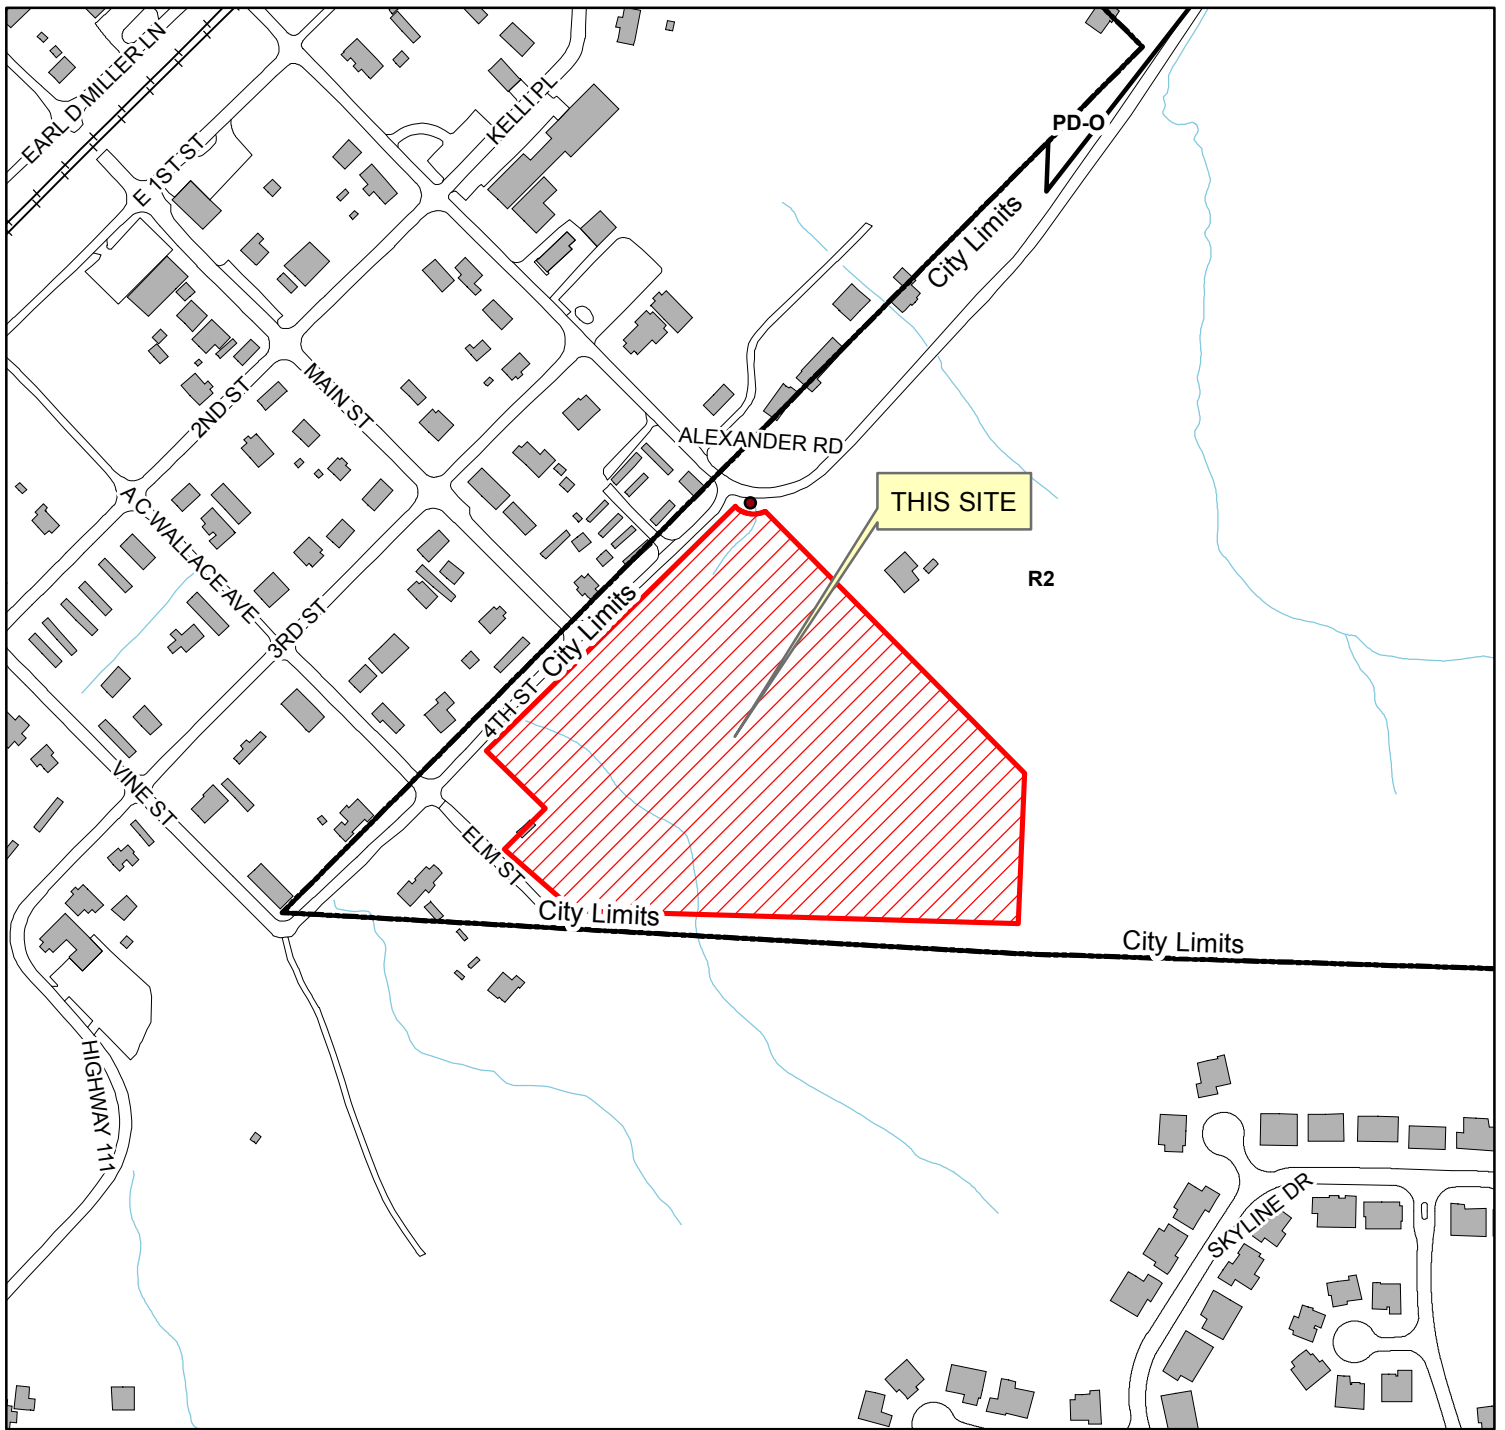 EARL D MILLER LN
KELLI PL
PD-O
E 1ST ST
City Limits
MAIN ST
2ND ST
ALEXANDER RD
THIS SITE
A C WALLACE AVE
R2
3RD ST
City Limits
4TH ST
VINE ST
ELM ST
City Limits
City Limits
HIGHWAY 111
SKYLINE DR